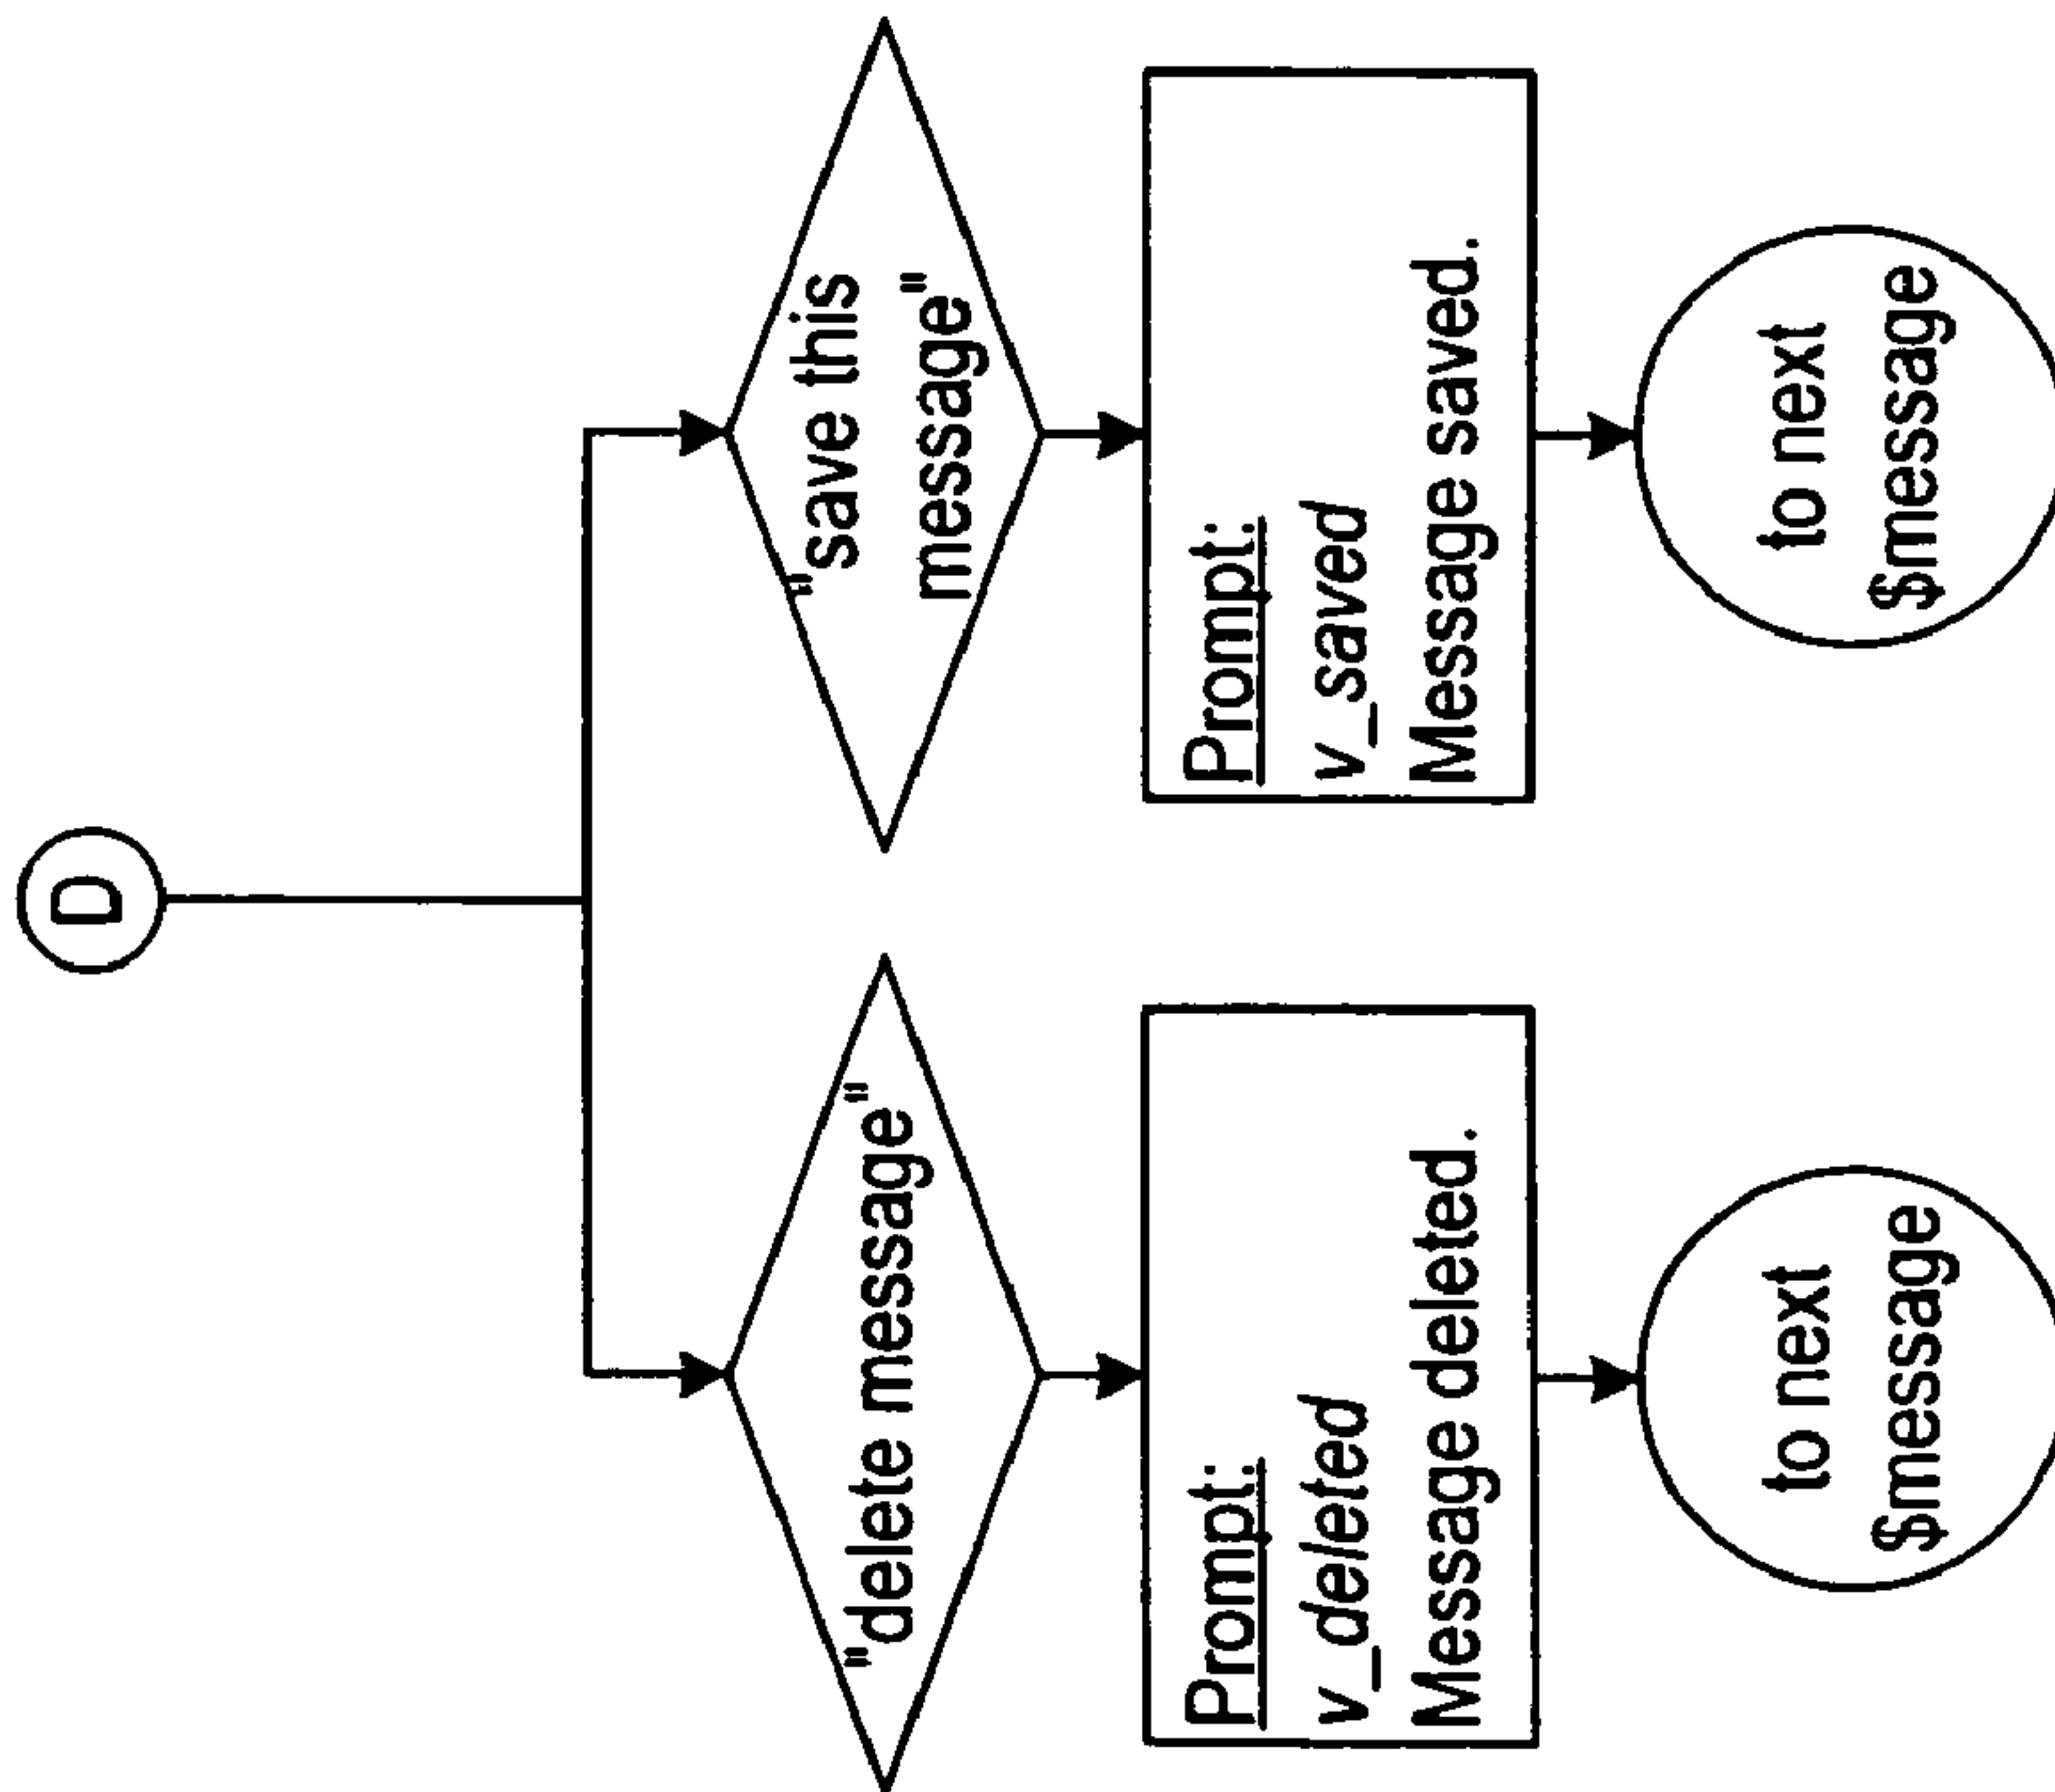 D
"delete message"
Prompt:
v_deleted
Message deleted.
to next
$message
"save this
message"
Prompt:
v_saved
Message saved.
to next
$message